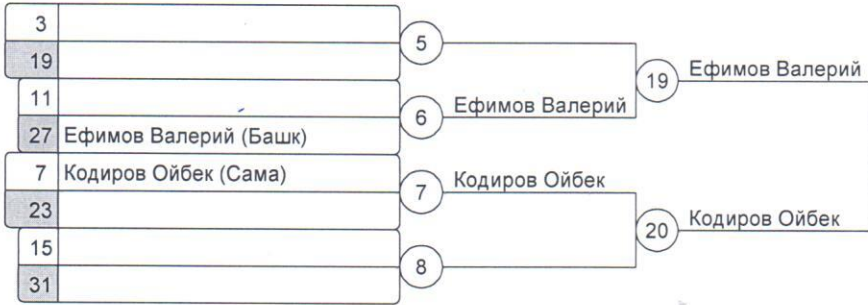 3
5
19
19 Ефимов Валерий
11
6 Ефимов Валерий
27 Ефимов Валерий (Башк)
7 Кодиров Ойбек (Сама)
7 Кодиров Ойбек
23
20 Кодиров Ойбек
15
8
31